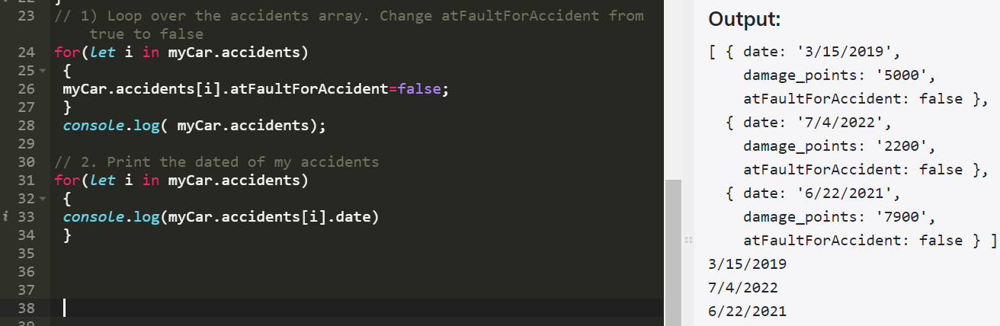 22 }
23 // 1) Loop over the accidents array. Change atFaultForAccident from
true to false
24 for(let i in myCar.accidents)
25 {
26 myCar.accidents[i].atFaultForAccident=false;
27 }
28 console.log( myCar.accidents);
29
30 // 2. Print the dated of my accidents
31 for(let i in myCar.accidents)
32 {
i 33 console.log(myCar.accidents[i].date)
34 }
35
36
37
38
39
Output:
[ { date: '3/15/2019',
damage_points: '5000',
atFaultForAccident: false },
{ date: '7/4/2022',
damage_points: '2200',
atFaultForAccident: false },
{ date: '6/22/2021',
damage_points: '7900',
atFaultForAccident: false } ]
3/15/2019
7/4/2022
6/22/2021